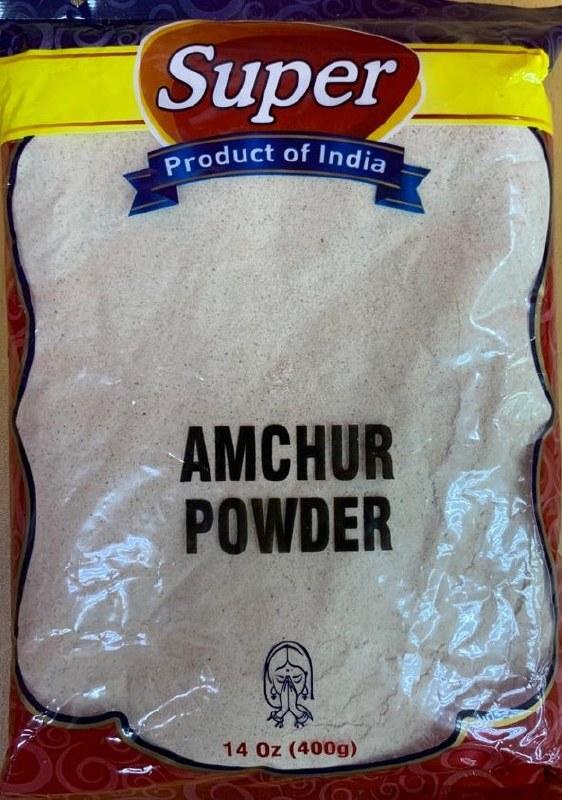 Super
Product of India
AMCHUR
POWDER
14 Oz (400g)